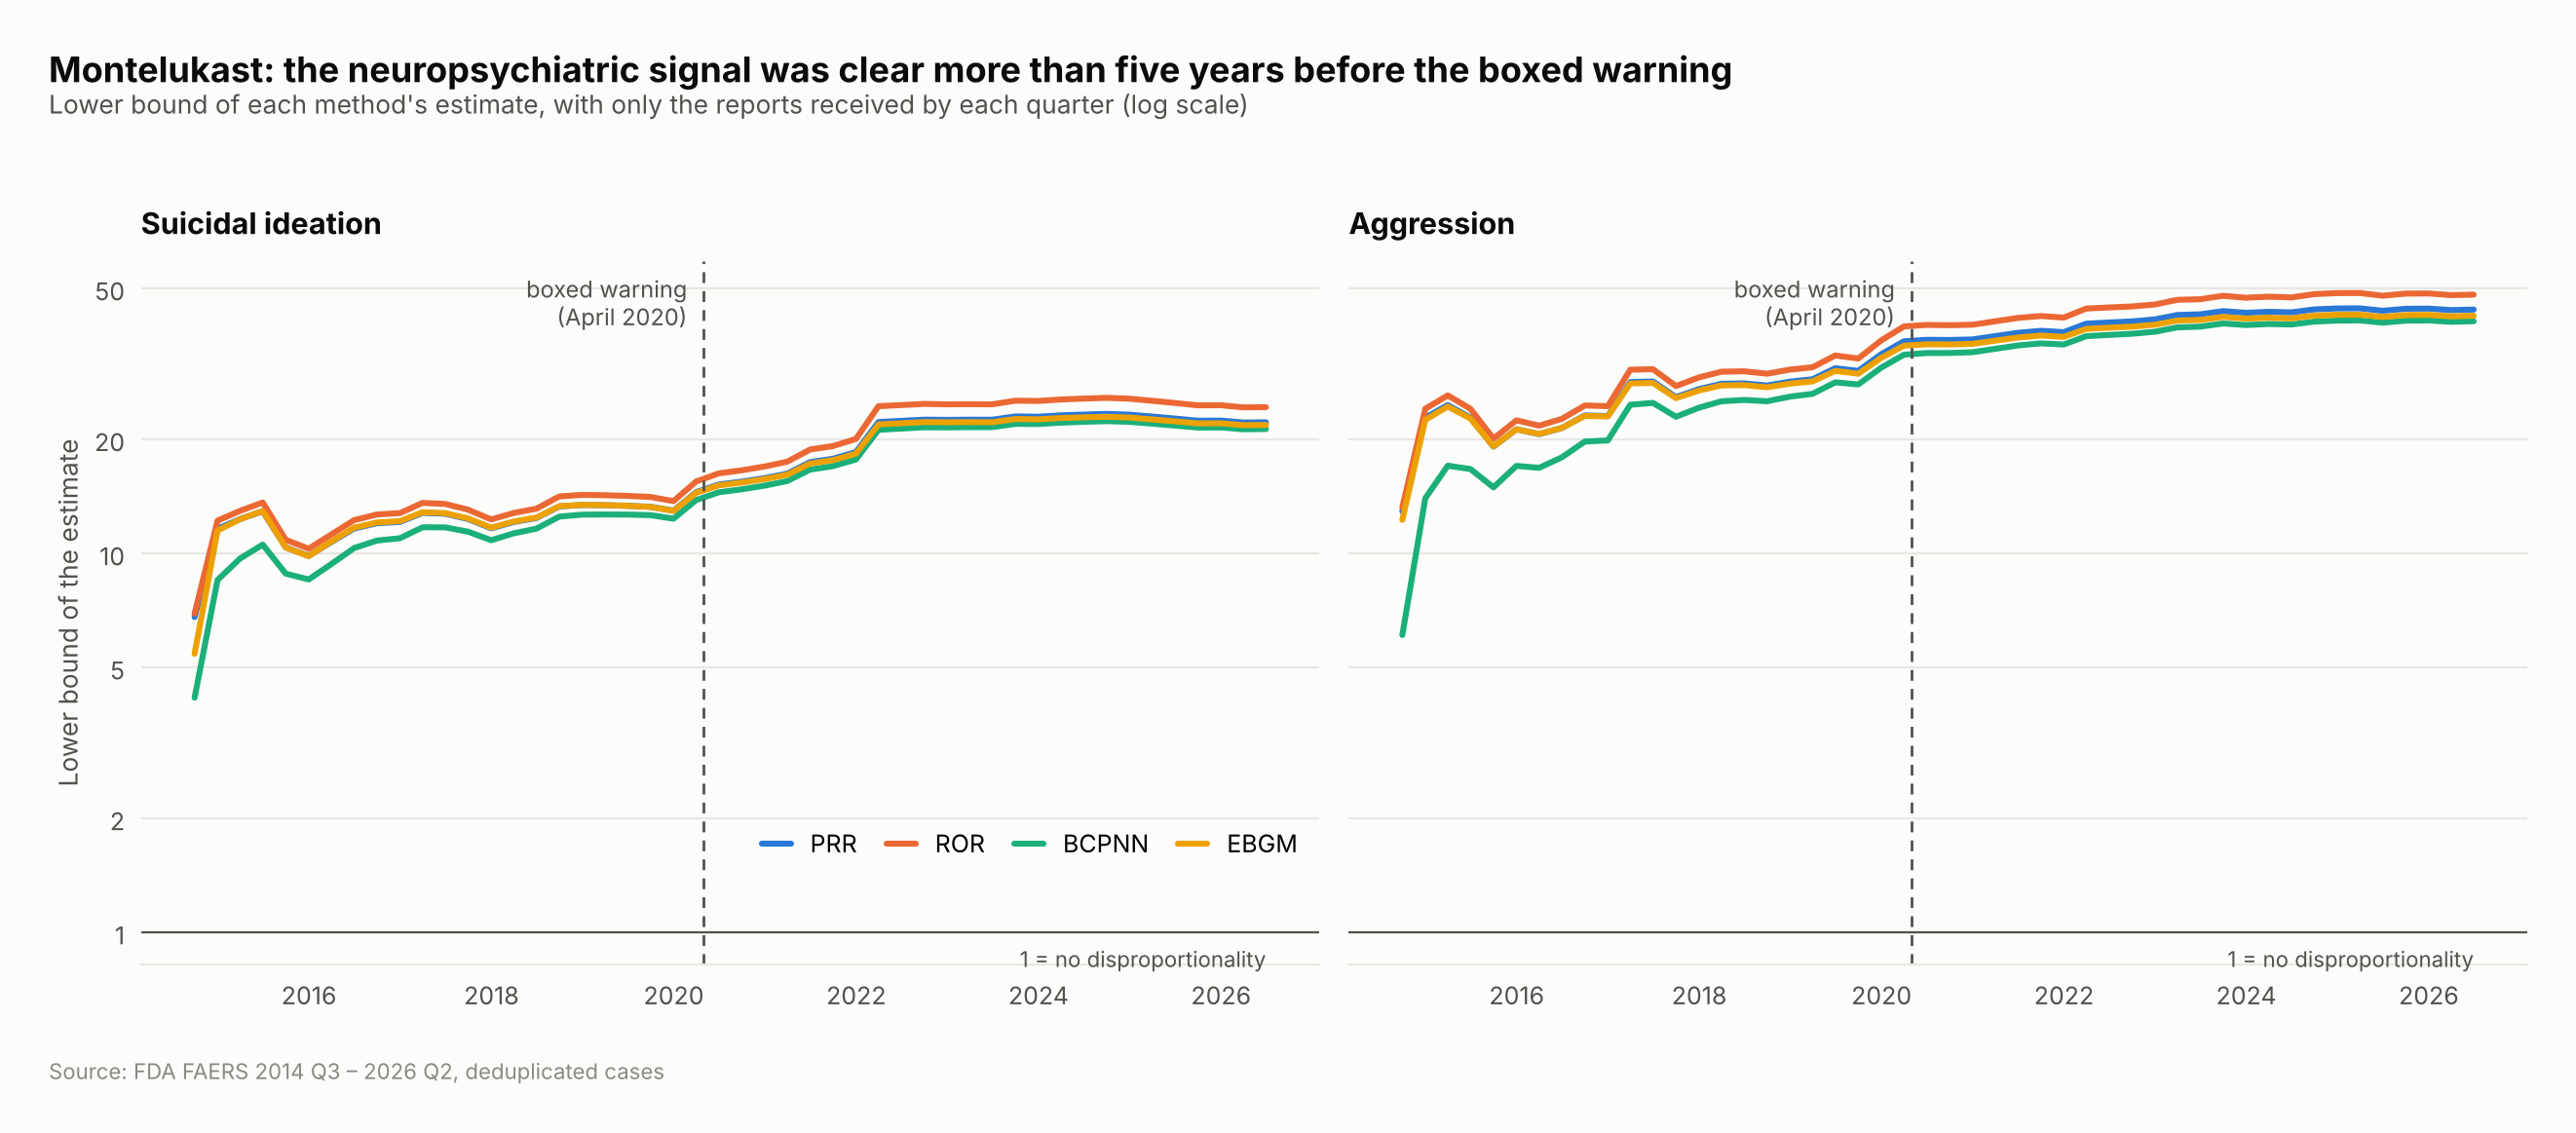 Montelukast: the neuropsychiatric signal was clear more than five years before the boxed warning
Lower bound of each method's estimate, with only the reports received by each quarter (log scale)
Suicidal ideation
Lower bound of the estimate
50
20
10
5
2
1
boxed warning
(April 2020)
PRR ROR BCPNN EBGM
1 = no disproportionality
2016 2018 2020 2022 2024 2026
Aggression
boxed warning
(April 2020)
1 = no disproportionality
2016 2018 2020 2022 2024 2026
Source: FDA FAERS 2014 Q3 – 2026 Q2, deduplicated cases